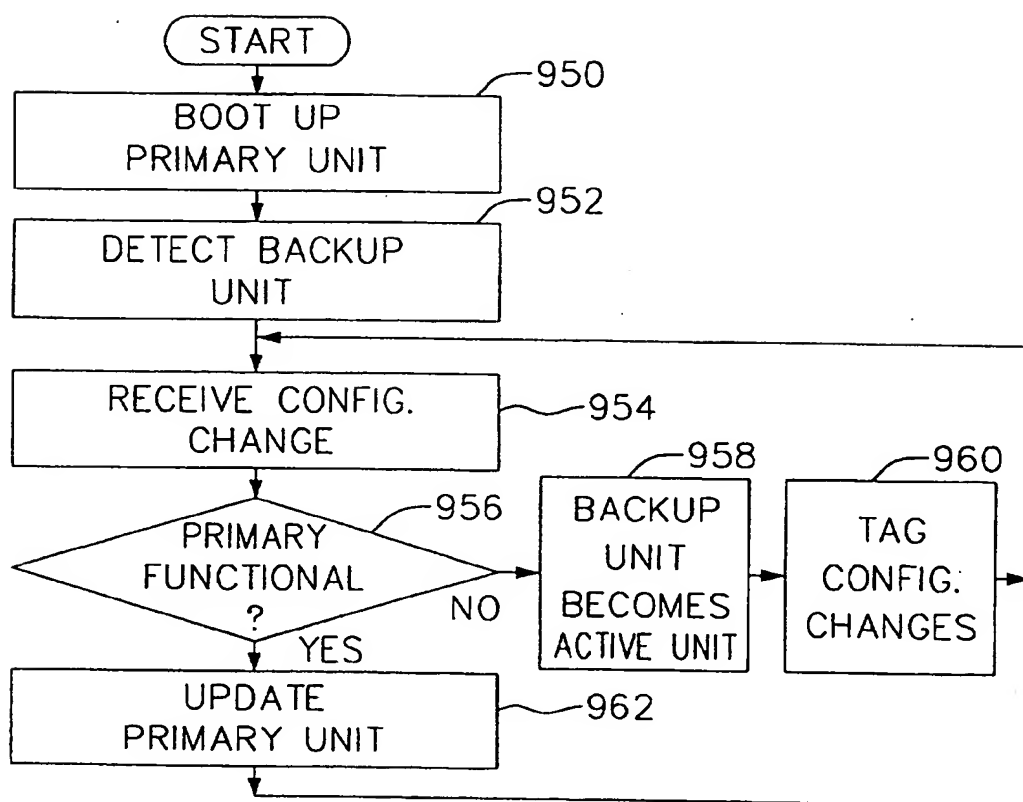 START
950
BOOT UP
PRIMARY UNIT
952
DETECT BACKUP
UNIT
RECEIVE CONFIG.
CHANGE
954
956
PRIMARY
FUNCTIONAL
?
NO
YES
958
BACKUP
UNIT
BECOMES
ACTIVE UNIT
960
TAG
CONFIG.
CHANGES
UPDATE
PRIMARY UNIT
962